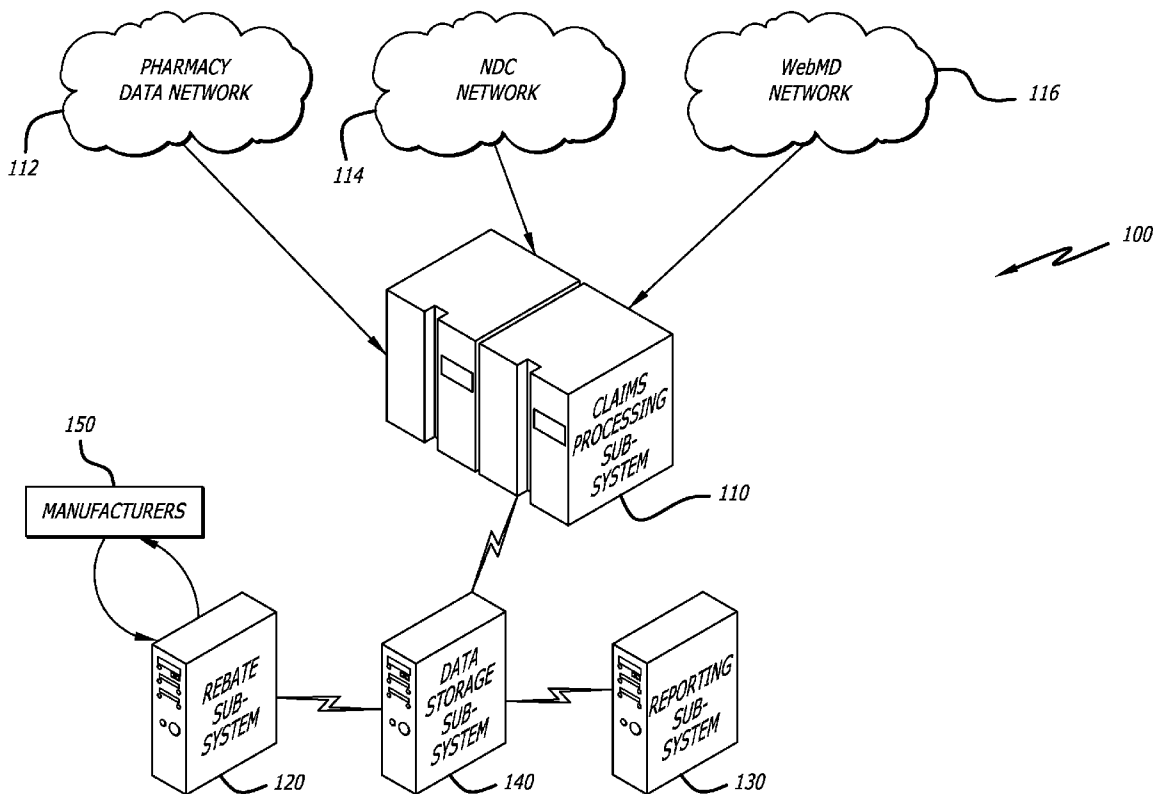 PHARMACY
DATA NETWORK
NDC
NETWORK
WebMD
NETWORK
112
114
116
100
CLAIMS
PROCESSING
SUB-
SYSTEM
110
150
MANUFACTURERS
REBATE
SUB-
SYSTEM
DATA
STORAGE
SUB-
SYSTEM
REPORTING
SUB-
SYSTEM
120
140
130